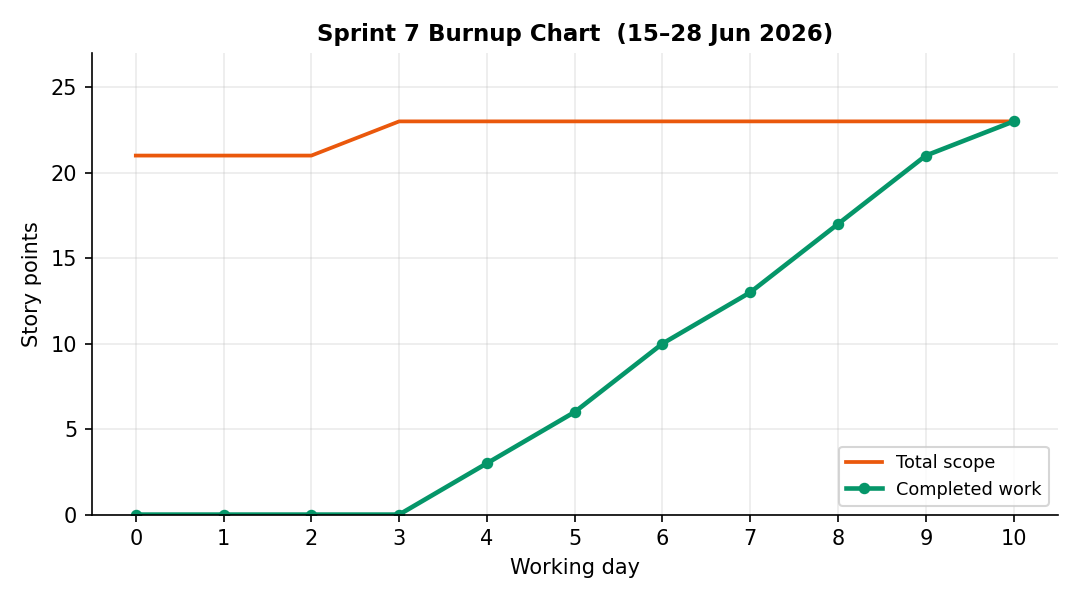 Sprint 7 Burnup Chart  (15–28 Jun 2026)
25
20
15
10
5
0
Story points
Total scope
Completed work
0 1 2 3 4 5 6 7 8 9 10
Working day